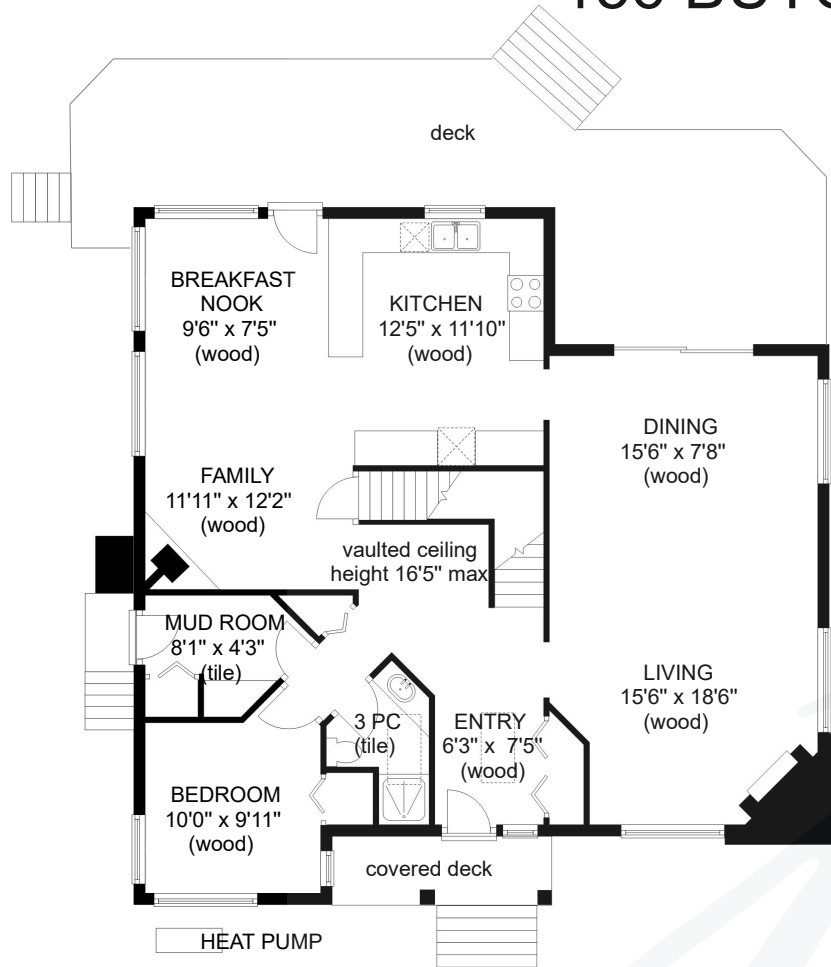 deck
BREAKFAST
NOOK
9'6" x 7'5"
(wood)
KITCHEN
12'5" x 11'10"
(wood)
DINING
15'6" x 7'8"
(wood)
FAMILY
11'11" x 12'2"
(wood)
vaulted ceiling
height 16'5" max
MUD ROOM
8'1" x 4'3"
(tile)
LIVING
15'6" x 18'6"
(wood)
3 PC
(tile)
ENTRY
6'3" x 7'5"
(wood)
BEDROOM
10'0" x 9'11"
(wood)
covered deck
HEAT PUMP